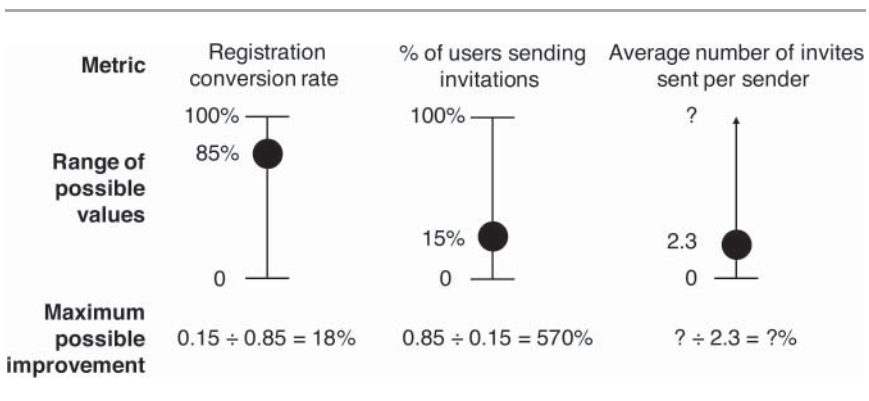 Metric
Registration
conversion rate
% of users sending
invitations
Average number of invites
sent per sender
Range of
possible
values
100%
85%
0
100%
15%
0
?
2.3
0
Maximum
possible
improvement
0.15 ÷ 0.85 = 18%
0.85 ÷ 0.15 = 570%
? ÷ 2.3 = ?%